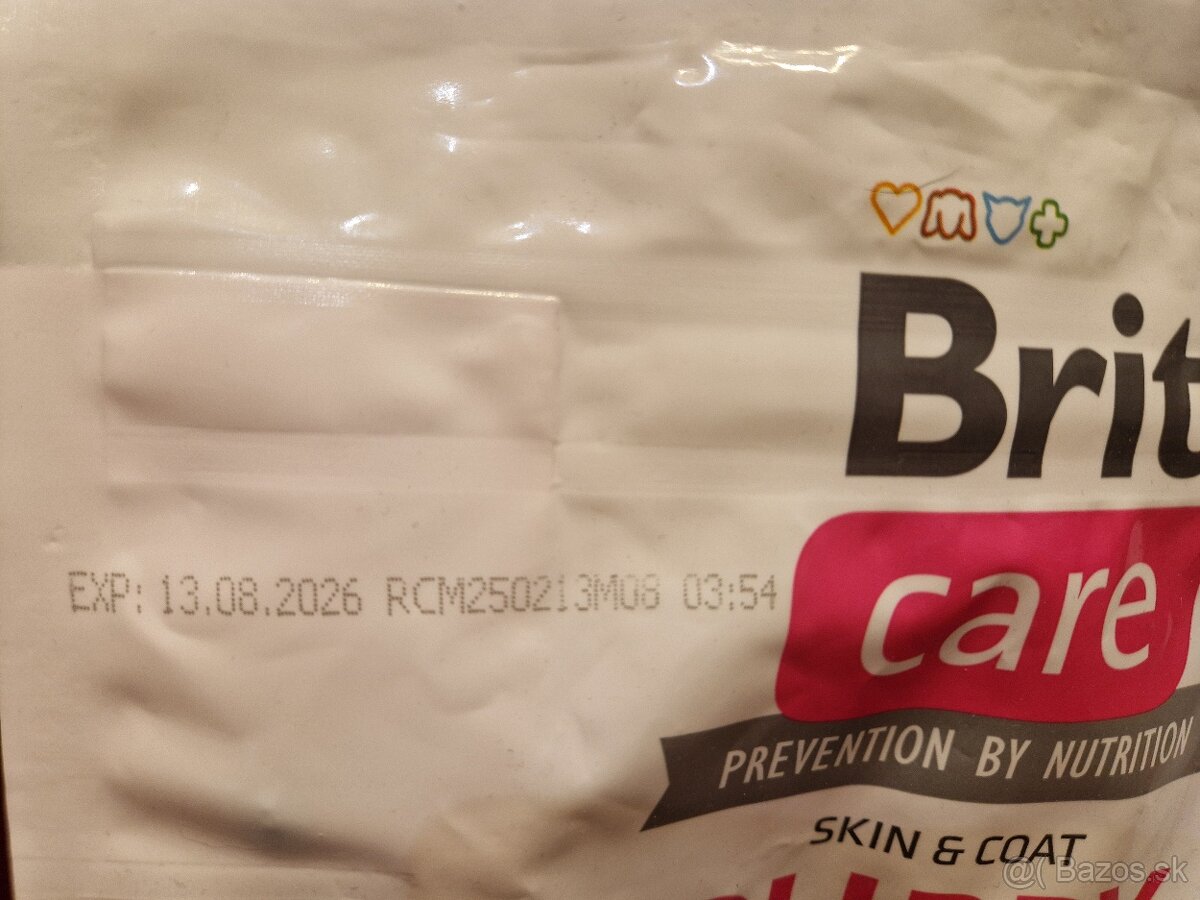 Brit
care
EXP: 13.08.2026 RCM250213M08 03:54
PREVENTION BY NUTRITION
SKIN & COAT
@( Bazos.sk